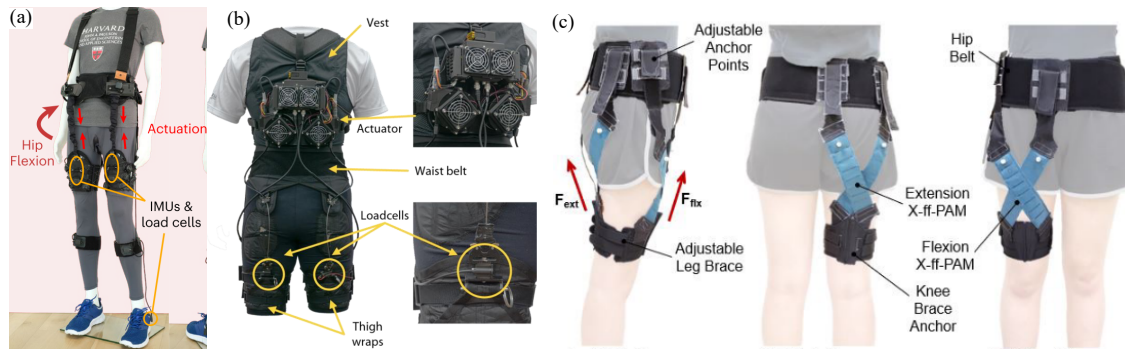 (a)
HARVARD
Hip
Flexion
Actuation
IMUs &
load cells
(b)
Vest
Actuator
Waist belt
Loadcells
Thigh
wraps
(c)
Adjustable
Anchor
Points
Hip
Belt
Fext
Fflx
Adjustable
Leg Brace
Extension
X-ff-PAM
Flexion
X-ff-PAM
Knee
Brace
Anchor